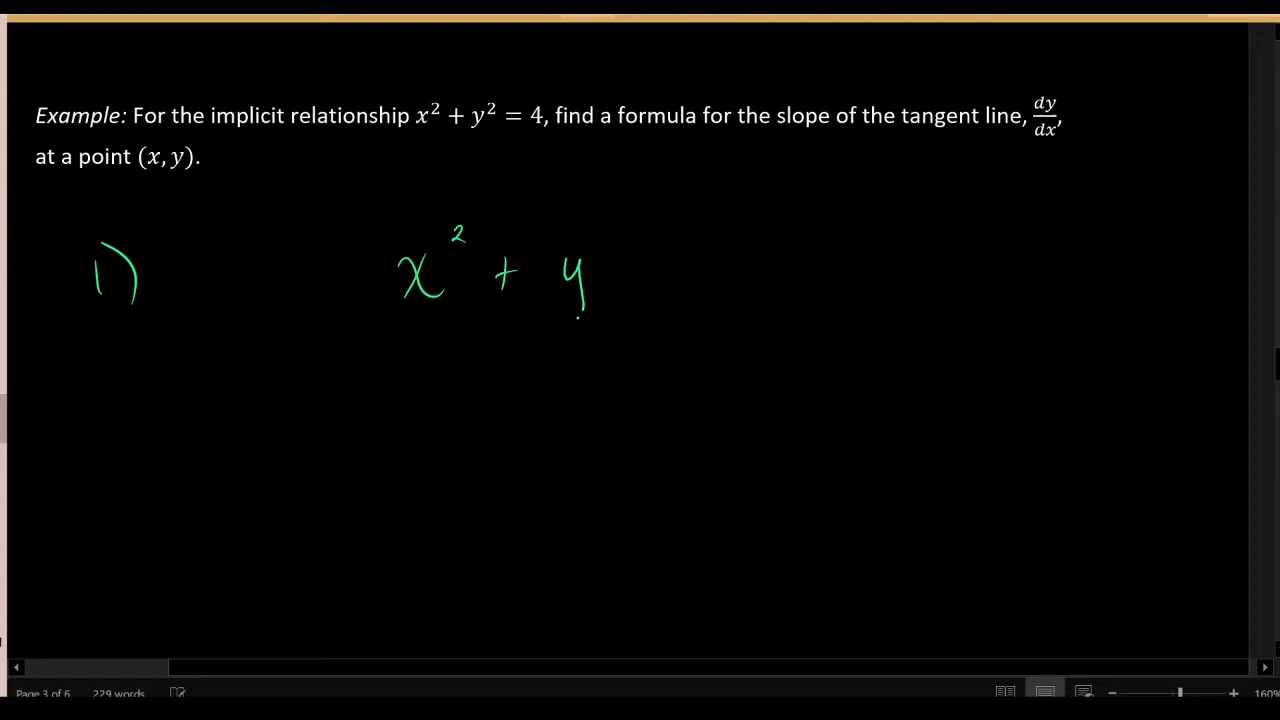 Example: For the implicit relationship x² + y² = 4, find a formula for the slope of the tangent line, dy/dx,
at a point (x, y).
1) x² + y
Page 3 of 6 229 words 160%